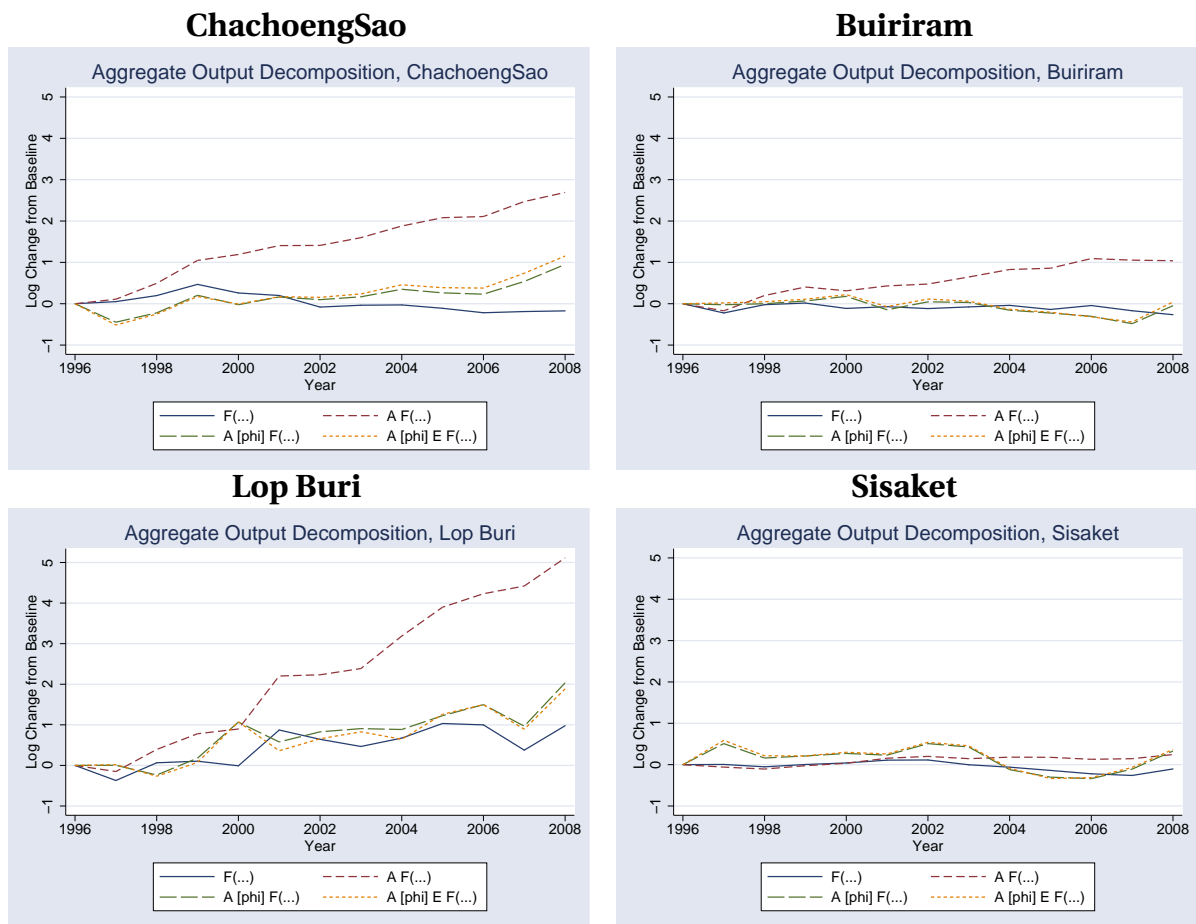 ChachoengSao
Aggregate Output Decomposition, ChachoengSao
Log Change from Baseline
5
4
3
2
1
0
−1
1996 1998 2000 2002 2004 2006 2008
Year
F(...) A F(...)
A [phi] F(...) A [phi] E F(...)
Buiriram
Aggregate Output Decomposition, Buiriram
Log Change from Baseline
5
4
3
2
1
0
−1
1996 1998 2000 2002 2004 2006 2008
Year
F(...) A F(...)
A [phi] F(...) A [phi] E F(...)
Lop Buri
Aggregate Output Decomposition, Lop Buri
Log Change from Baseline
5
4
3
2
1
0
−1
1996 1998 2000 2002 2004 2006 2008
Year
F(...) A F(...)
A [phi] F(...) A [phi] E F(...)
Sisaket
Aggregate Output Decomposition, Sisaket
Log Change from Baseline
5
4
3
2
1
0
−1
1996 1998 2000 2002 2004 2006 2008
Year
F(...) A F(...)
A [phi] F(...) A [phi] E F(...)